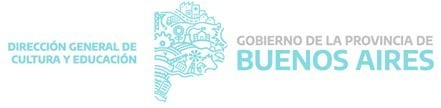 DIRECCIÓN GENERAL DE
CULTURA Y EDUCACIÓN
GOBIERNO DE LA PROVINCIA DE
BUENOS AIRES